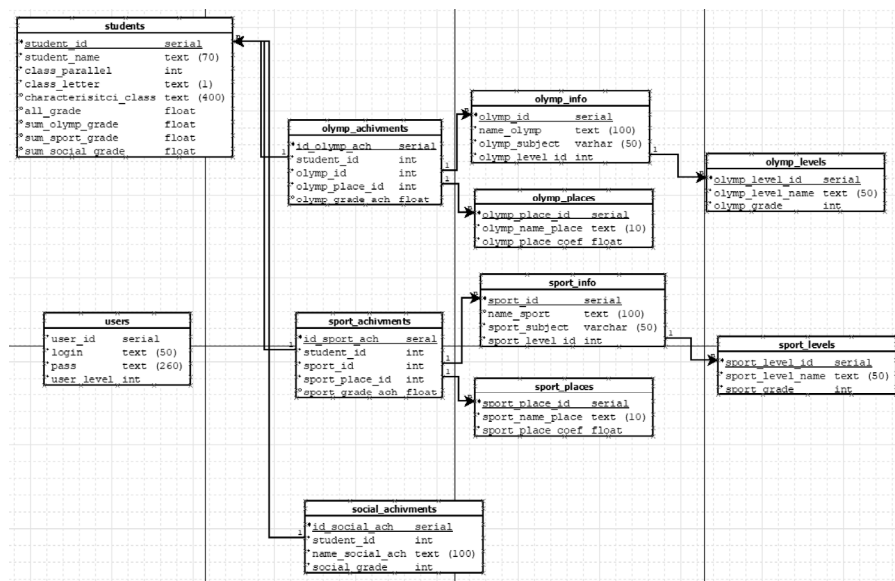 students
student_id serial
student_name text (70)
class_parallel int
class_letter text (1)
characterisitci_class text (400)
all_grade float
sum_olymp_grade float
sum_sport_grade float
sum_social_grade float
olymp_achivments
id_olymp_ach serial
student_id int
olymp_id int
olymp_place_id int
olymp_grade_ach float
olymp_info
olymp_id serial
name_olymp text (100)
olymp_subject varchar (50)
olymp_level_id int
olymp_levels
olymp_level_id serial
olymp_level_name text (50)
olymp_grade int
olymp_places
olymp_place_id serial
olymp_name_place text (10)
olymp_place_coef float
users
user_id serial
login text (50)
pass text (260)
user_level int
sport_achivments
id_sport_ach seral
student_id int
sport_id int
sport_place_id int
sport_grade_ach float
sport_info
sport_id serial
name_sport text (100)
sport_subject varchar (50)
sport_level_id int
sport_levels
sport_level_id serial
sport_level_name text (50)
sport_grade int
sport_places
sport_place_id serial
sport_name_place text (10)
sport_place_coef float
social_achivments
id_social_ach serial
student_id int
name_social_ach text (100)
social_grade int